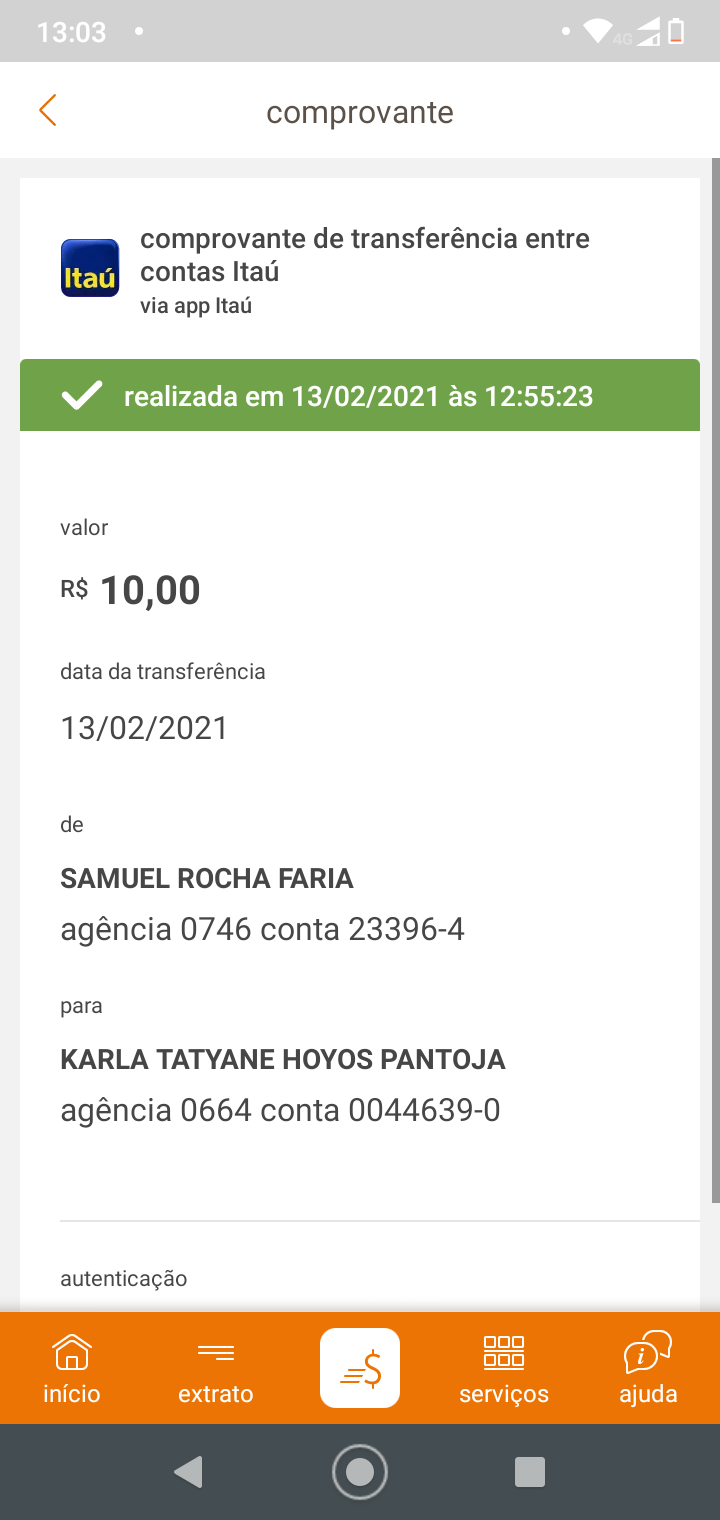 13:03
4G
comprovante
Itaú
comprovante de transferência entre
contas Itaú
via app Itaú
realizada em 13/02/2021 às 12:55:23
valor
R$ 10,00
data da transferência
13/02/2021
de
SAMUEL ROCHA FARIA
agência 0746 conta 23396-4
para
KARLA TATYANE HOYOS PANTOJA
agência 0664 conta 0044639-0
autenticação
início extrato serviços ajuda